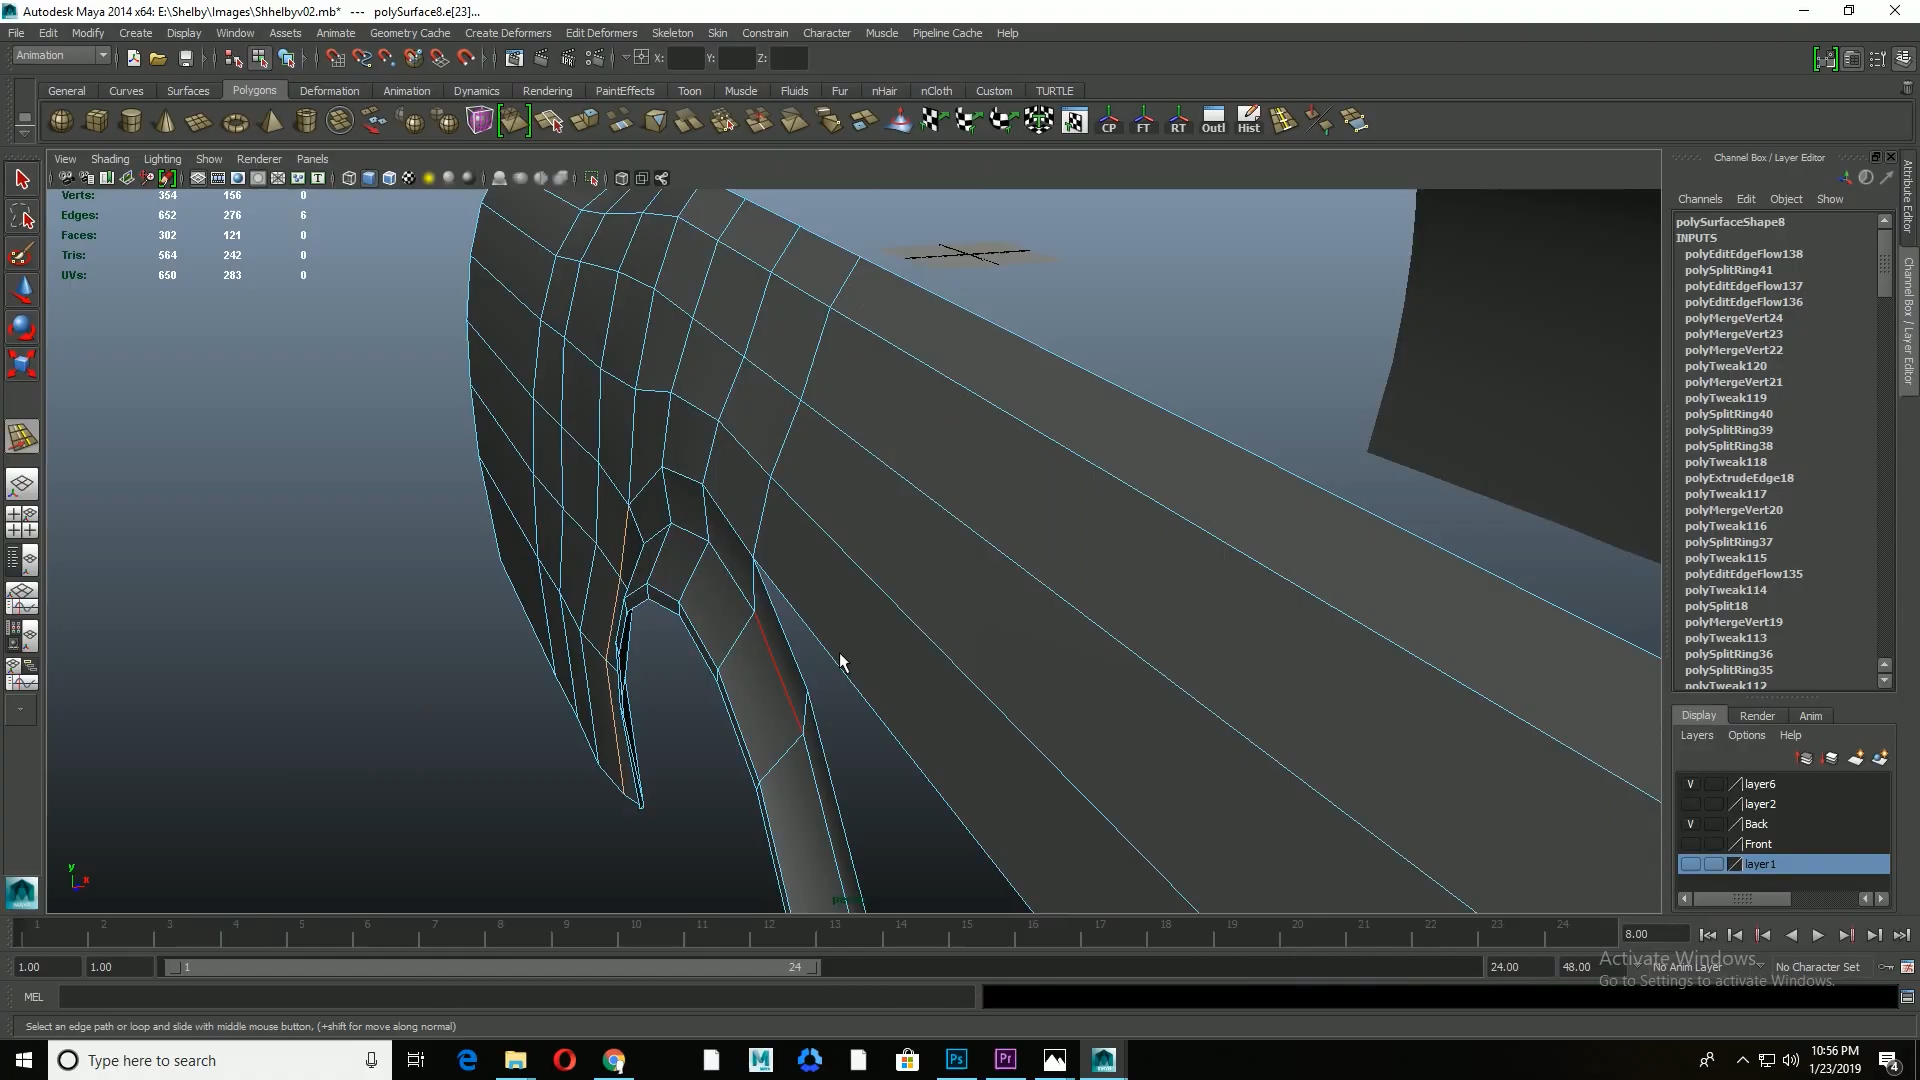 Autodesk Maya 2014 x64: E:\Shelby\Images\Shhelbyv02.mb*   ---   polySurface8.e[23]...
File Edit Modify Create Display Window Assets Animate Geometry Cache Create Deformers Edit Deformers Skeleton Skin Constrain Character Muscle Pipeline Cache Help
Animation X: Y: Z:
General Curves Surfaces Polygons Deformation Animation Dynamics Rendering PaintEffects Toon Muscle Fluids Fur nHair nCloth Custom TURTLE
CP FT RT Outl Hist
View Shading Lighting Show Renderer Panels
Verts: 354 156 0
Edges: 652 276 6
Faces: 302 121 0
Tris: 564 242 0
UVs: 650 283 0
y
x
Channel Box / Layer Editor
Channels Edit Object Show
polySurfaceShape8
INPUTS
polyEditEdgeFlow138
polySplitRing41
polyEditEdgeFlow137
polyEditEdgeFlow136
polyMergeVert24
polyMergeVert23
polyMergeVert22
polyTweak120
polyMergeVert21
polyTweak119
polySplitRing40
polySplitRing39
polySplitRing38
polyTweak118
polyExtrudeEdge18
polyTweak117
polyMergeVert20
polyTweak116
polySplitRing37
polyTweak115
polyEditEdgeFlow135
polyTweak114
polySplit18
polyMergeVert19
polyTweak113
polySplitRing36
polySplitRing35
polyTweak112
Attribute Editor
Channel Box / Layer Editor
Display Render Anim
Layers Options Help
V layer6
layer2
V Back
Front
layer1
1 2 3 4 5 6 7 8 9 10 11 12 13 14 15 16 17 18 19 20 21 22 23 24
8.00
1.00 1.00 1 24 24.00 48.00 No Anim Layer No Character Set
Activate Windows
Go to Settings to activate Windows.
MEL
Select an edge path or loop and slide with middle mouse button, (+shift for move along normal)
Type here to search
Ps Pr
10:56 PM
1/23/2019
4